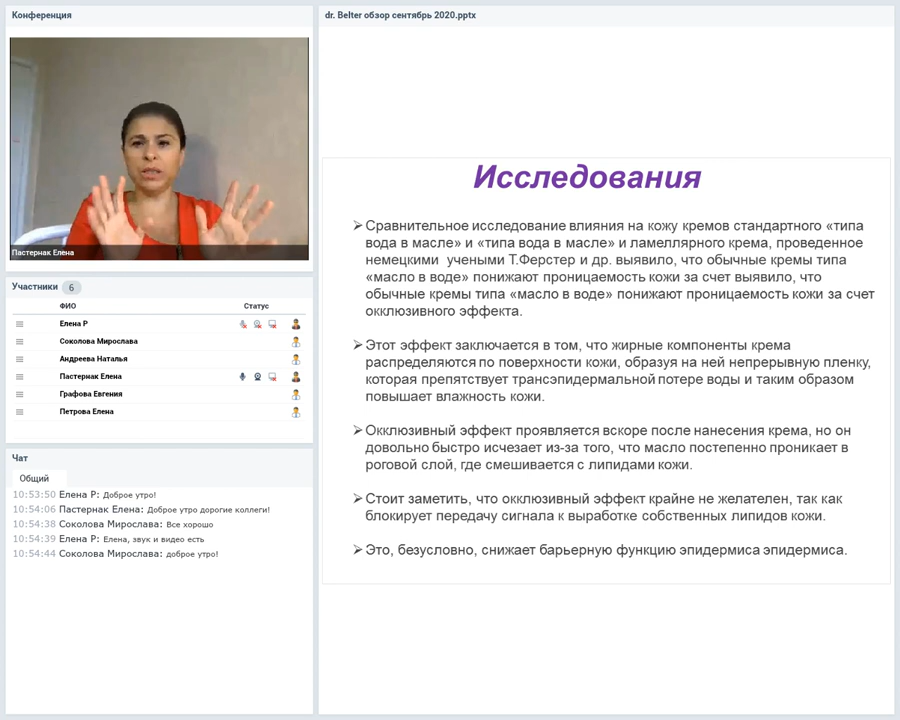 Конференция
Пастернак Елена
Участники 6
ФИО Статус
Елена Р
Соколова Мирослава
Андреева Наталья
Пастернак Елена
Графова Евгения
Петрова Елена
Чат
Общий
10:53:50 Елена Р: Доброе утро!
10:54:06 Пастернак Елена: Доброе утро дорогие коллеги!
10:54:38 Соколова Мирослава: Все хорошо
10:54:39 Елена Р: Елена, звук и видео есть
10:54:44 Соколова Мирослава: доброе утро!
dr. Belter обзор сентябрь 2020.pptx
Исследования
➢ Сравнительное исследование влияния на кожу кремов стандартного «типа
вода в масле» и «типа вода в масле» и ламеллярного крема, проведенное
немецкими учеными Т.Ферстер и др. выявило, что обычные кремы типа
«масло в воде» понижают проницаемость кожи за счет выявило, что
обычные кремы типа «масло в воде» понижают проницаемость кожи за счет
окклюзивного эффекта.
➢ Этот эффект заключается в том, что жирные компоненты крема
распределяются по поверхности кожи, образуя на ней непрерывную пленку,
которая препятствует трансэпидермальной потере воды и таким образом
повышает влажность кожи.
➢ Окклюзивный эффект проявляется вскоре после нанесения крема, но он
довольно быстро исчезает из-за того, что масло постепенно проникает в
роговой слой, где смешивается с липидами кожи.
➢ Стоит заметить, что окклюзивный эффект крайне не желателен, так как
блокирует передачу сигнала к выработке собственных липидов кожи.
➢ Это, безусловно, снижает барьерную функцию эпидермиса эпидермиса.